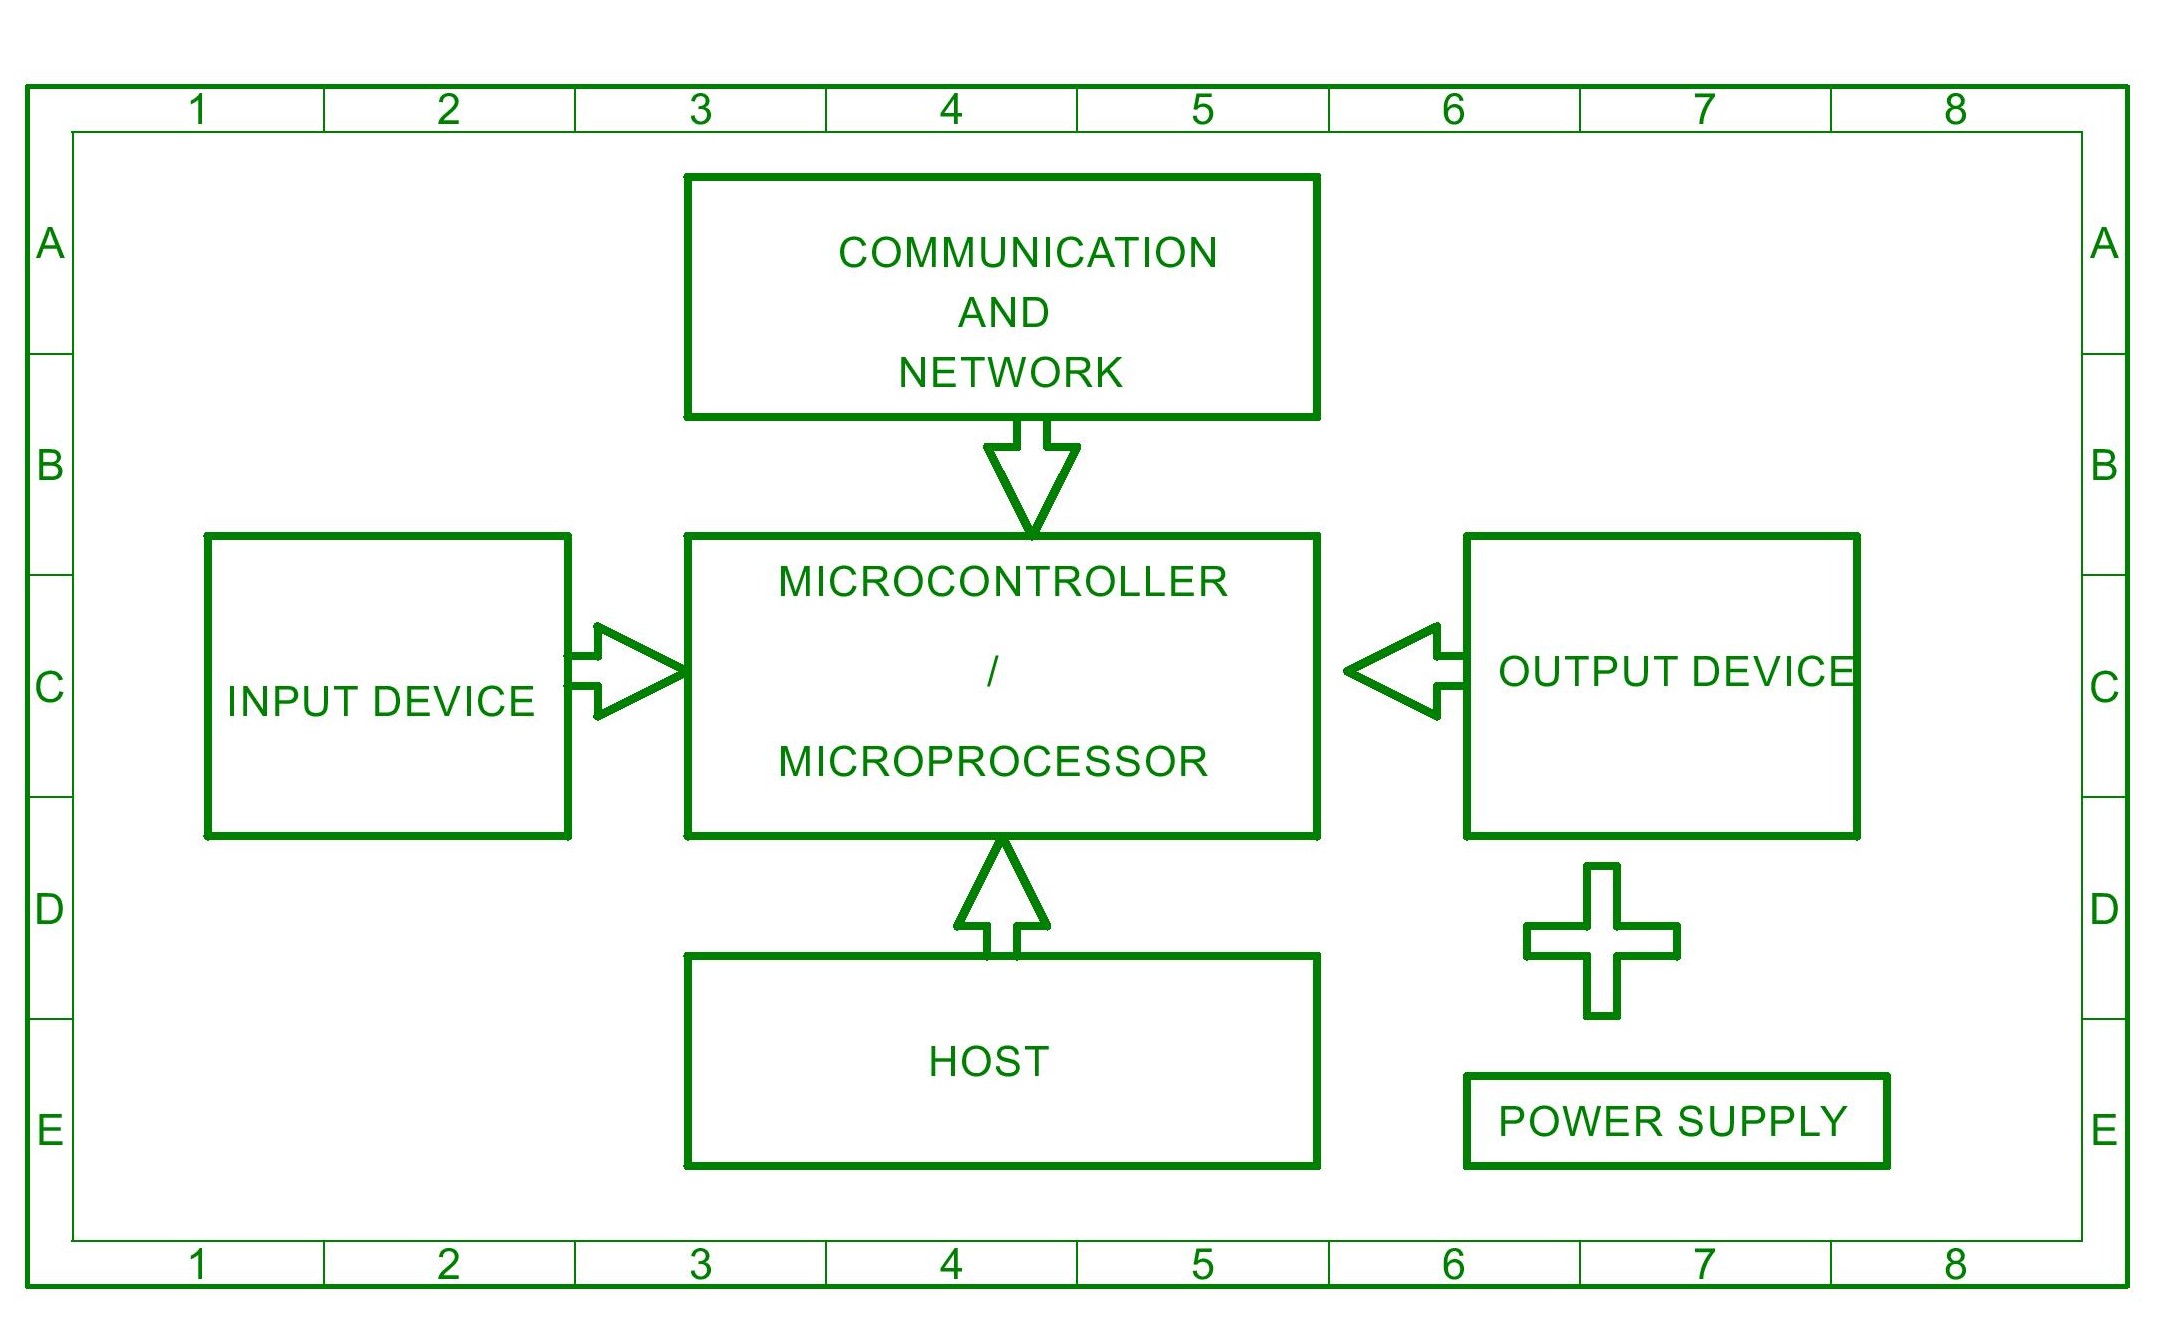 1 2 3 4 5 6 7 8
A A
COMMUNICATION
AND
NETWORK
B B
MICROCONTROLLER
/
MICROPROCESSOR
INPUT DEVICE
OUTPUT DEVICE
C C
D D
HOST
POWER SUPPLY
E E
1 2 3 4 5 6 7 8